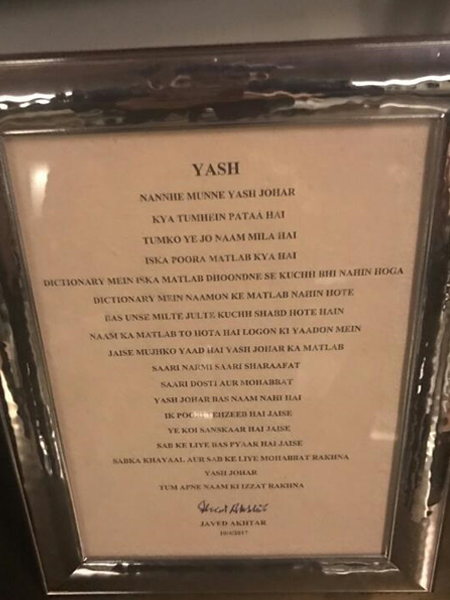 YASH
NANNHE MUNNE YASH JOHAR
KYA TUMHEIN PATAA HAI
TUMKO YE JO NAAM MILA HAI
ISKA POORA MATLAB KYA HAI
DICTIONARY MEIN ISKA MATLAB DHOONDNE SE KUCHH BHI NAHIN HOGA
DICTIONARY MEIN NAAMON KE MATLAB NAHIN HOTE
BAS UNSE MILTE JULTE KUCHH SHABD HOTE HAIN
NAAM KA MATLAB TO HOTA HAI LOGON KI YAADON MEIN
JAISE MUJHKO YAAD HAI YASH JOHAR KA MATLAB
SAARI NARMI SAARI SHARAAFAT
SAARI DOSTI AUR MOHABBAT
YASH JOHAR BAS NAAM NAHI HAI
IK POORI TEHZEEB HAI JAISE
YE KOI SANSKAAR HAI JAISE
SAB KE LIYE BAS PYAAR HAI JAISE
SABKA KHAYAAL AUR SAB KE LIYE MOHABBAT RAKHNA
YASH JOHAR
TUM APNE NAAM KI IZZAT RAKHNA
JAVED AKHTAR